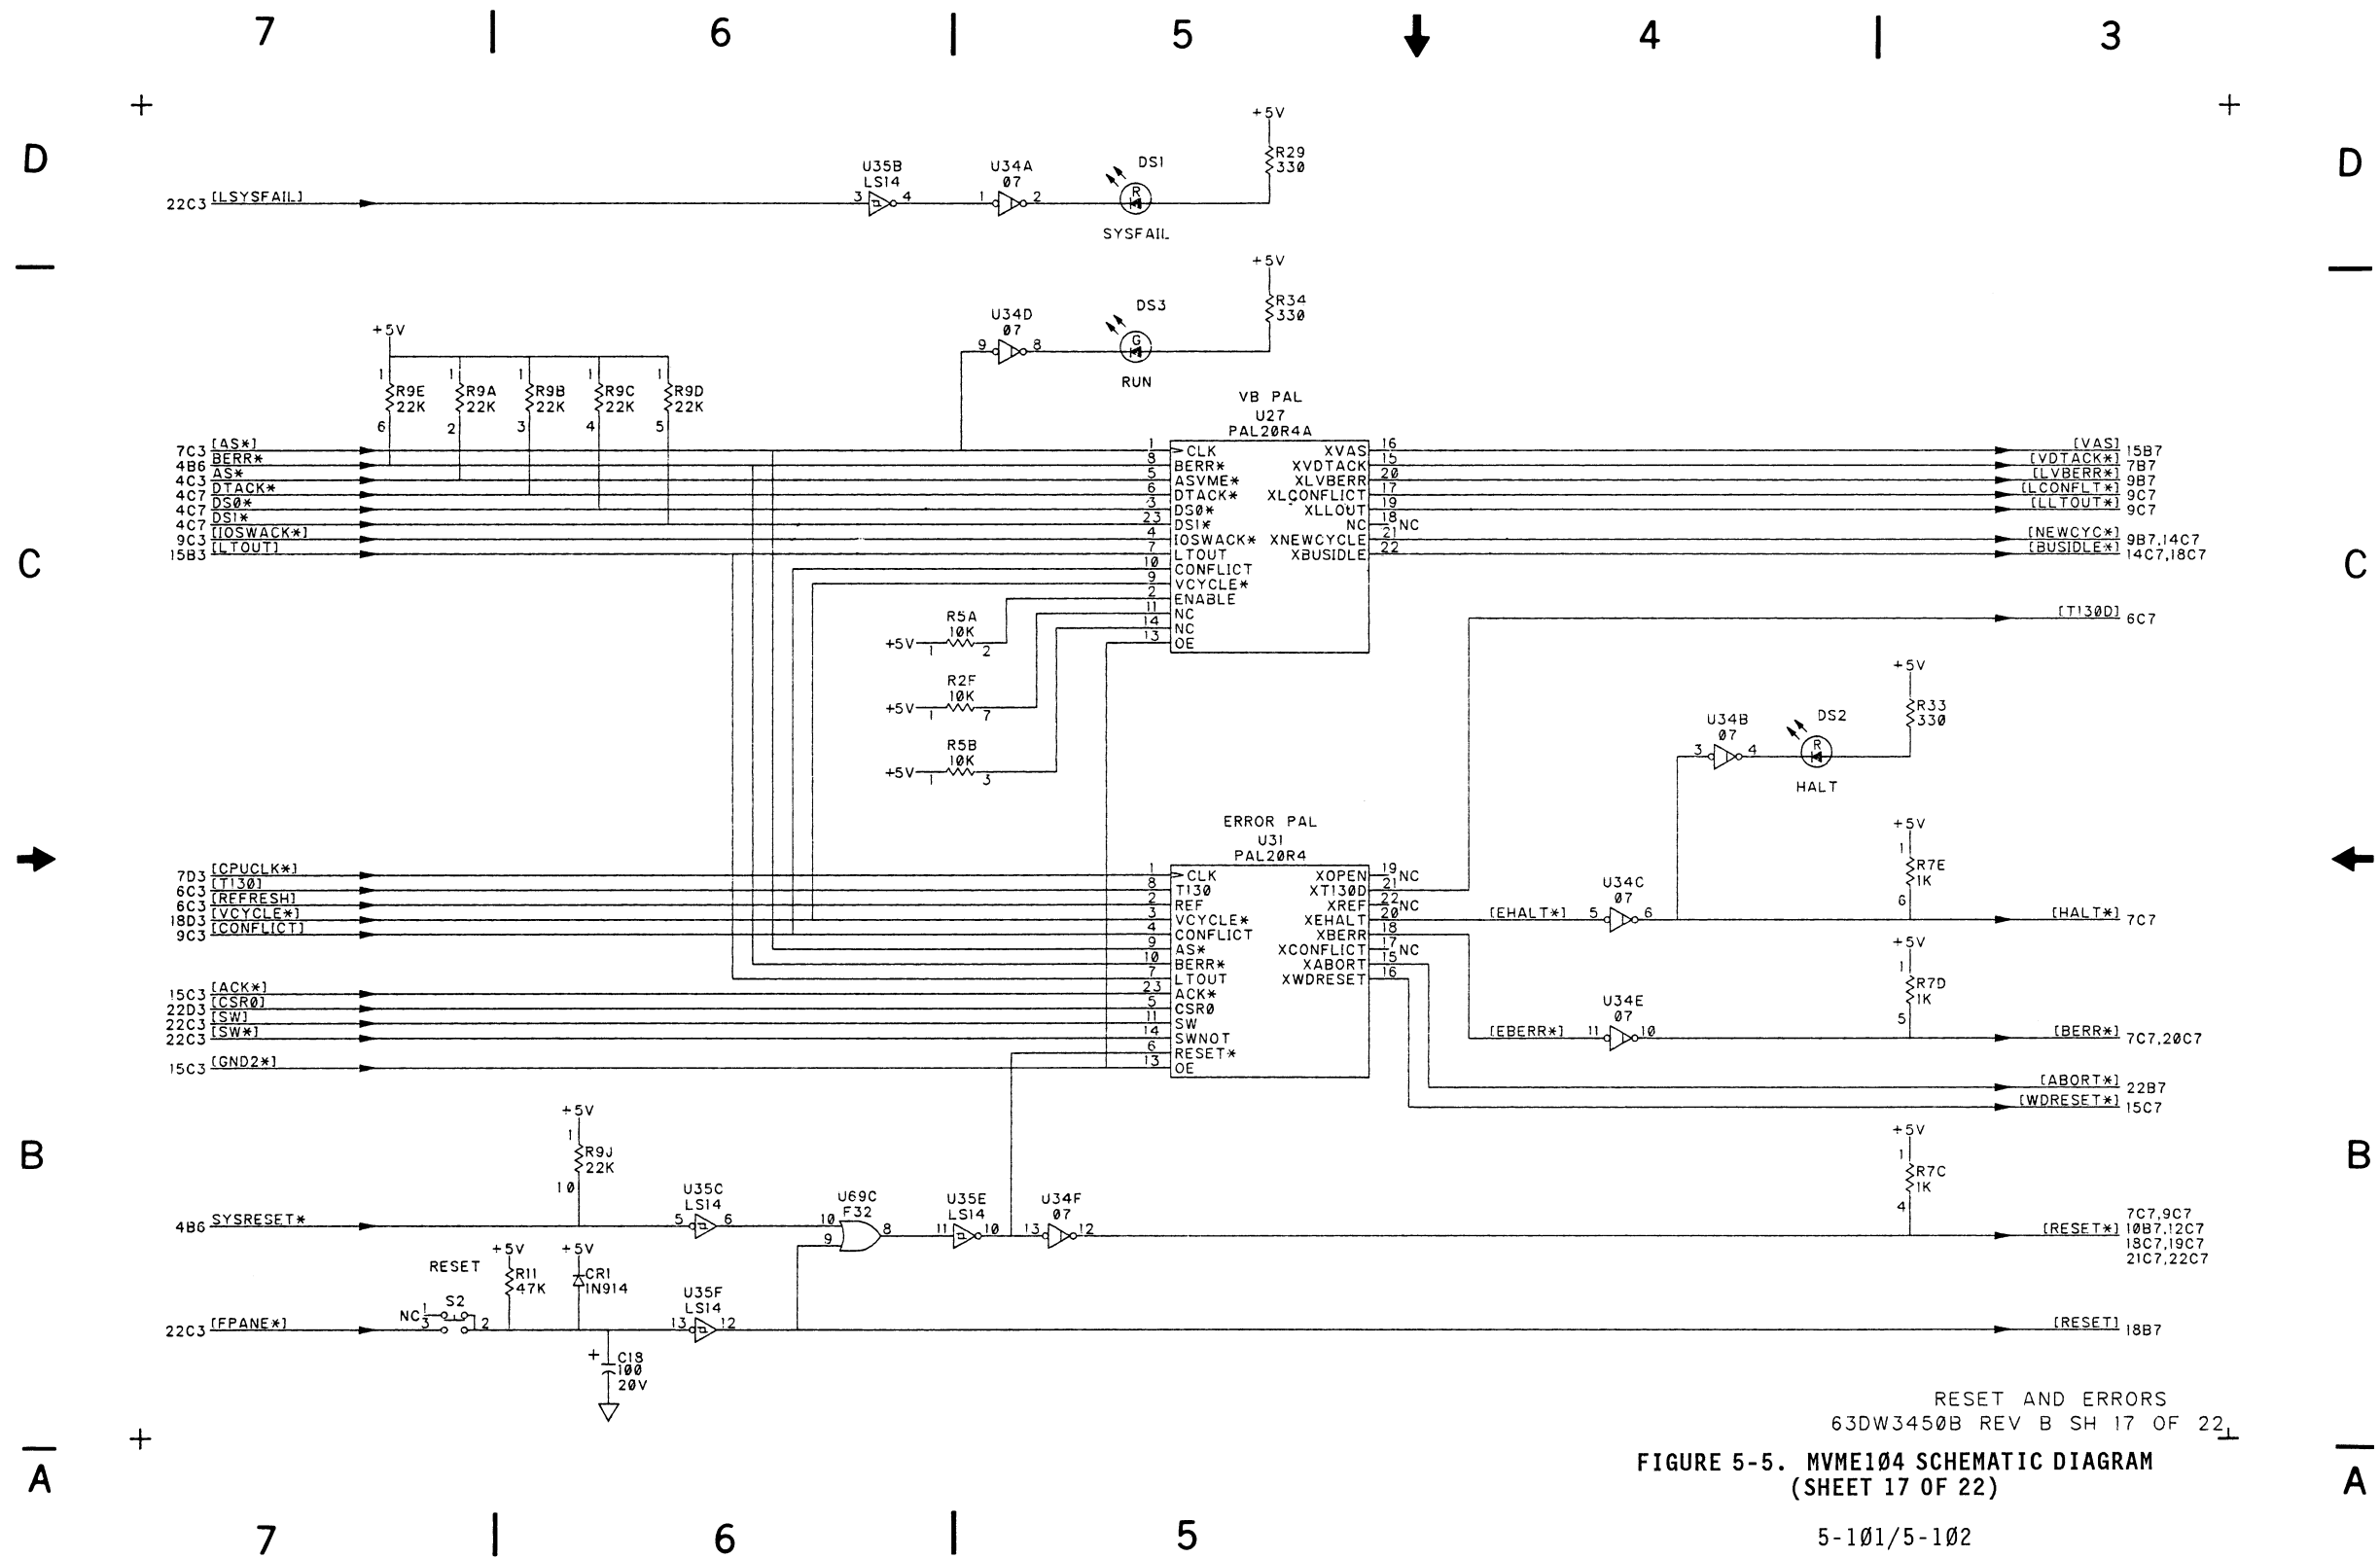 7 6 5 4 3
D D
+5V
R29
330
U35B
LS14
U34A
07
DS1
22C3 [LSYSFAIL] 3 4 1 2 R
SYSFAIL
+5V
R34
330
U34D
07
DS3
9 8 G
RUN
+5V
1 1 1 1 1
R9E R9A R9B R9C R9D
22K 22K 22K 22K 22K
6 2 3 4 5
VB PAL
U27
PAL20R4A
7C3 [AS*] 1 CLK XVAS 16 [VAS] 15B7
4B6 BERR* 8 BERR* XVDTACK 15 [VDTACK*] 7B7
4C3 AS* 5 ASVME* XLVBERR 20 [LVBERR*] 9B7
4C7 DTACK* 6 DTACK* XLCONFLICT 17 [LCONFLT*] 9C7
4C7 DS0* 3 DS0* XLLOUT 19 [LLTOUT*] 9C7
4C7 DS1* 23 DS1* NC 18 NC
9C3 [IOSWACK*] 4 IOSWACK* XNEWCYCLE 21 [NEWCYC*] 9B7,14C7
15B3 [LTOUT] 7 LTOUT XBUSIDLE 22 [BUSIDLE*] 14C7,18C7
C C
10 CONFLICT
9 VCYCLE*
2 ENABLE
11 NC
14 NC
13 OE
[T130D] 6C7
R5A
10K
+5V 1 2
R2F
10K
+5V 1 7
R5B
10K
+5V 1 3
+5V
R33
330
U34B
07
DS2
3 4 R
HALT
ERROR PAL
U31
PAL20R4
7D3 [CPUCLK*] 1 CLK XOPEN 19 NC
6C3 [T130] 8 T130 XT130D 21
6C3 [REFRESH] 2 REF XREF 22 NC
18D3 [VCYCLE*] 3 VCYCLE* XEHALT 20 [EHALT*] 5 6 [HALT*] 7C7
9C3 [CONFLICT] 4 CONFLICT XBERR 18
9 AS* XCONFLICT 17 NC
10 BERR* XABORT 15
7 LTOUT XWDRESET 16
15C3 [ACK*] 23 ACK*
22D3 [CSR0] 5 CSR0
22C3 [SW] 11 SW
22C3 [SW*] 14 SWNOT
6 RESET*
15C3 [GND2*] 13 OE
U34C
07
+5V
1
R7E
1K
6
+5V
1
R7D
1K
5
U34E
07
[EBERR*] 11 10 [BERR*] 7C7,20C7
[ABORT*] 22B7
[WDRESET*] 15C7
B B
+5V
1
R9J
22K
10
+5V
1
R7C
1K
4
U35C
LS14
U69C
F32
U35E
LS14
U34F
07
4B6 SYSRESET* 5 6 10 9 8 11 10 13 12 [RESET*]
7C7,9C7
10B7,12C7
18C7,19C7
21C7,22C7
RESET
+5V
R11
47K
+5V
CR1
1N914
U35F
LS14
S2
NC 1
22C3 [FPANE*] 3 2 13 12 [RESET] 18B7
+ C18
100
20V
RESET AND ERRORS
63DW3450B REV B SH 17 OF 22
FIGURE 5-5. MVME104 SCHEMATIC DIAGRAM
(SHEET 17 OF 22)
A A
7 6 5
5-101/5-102